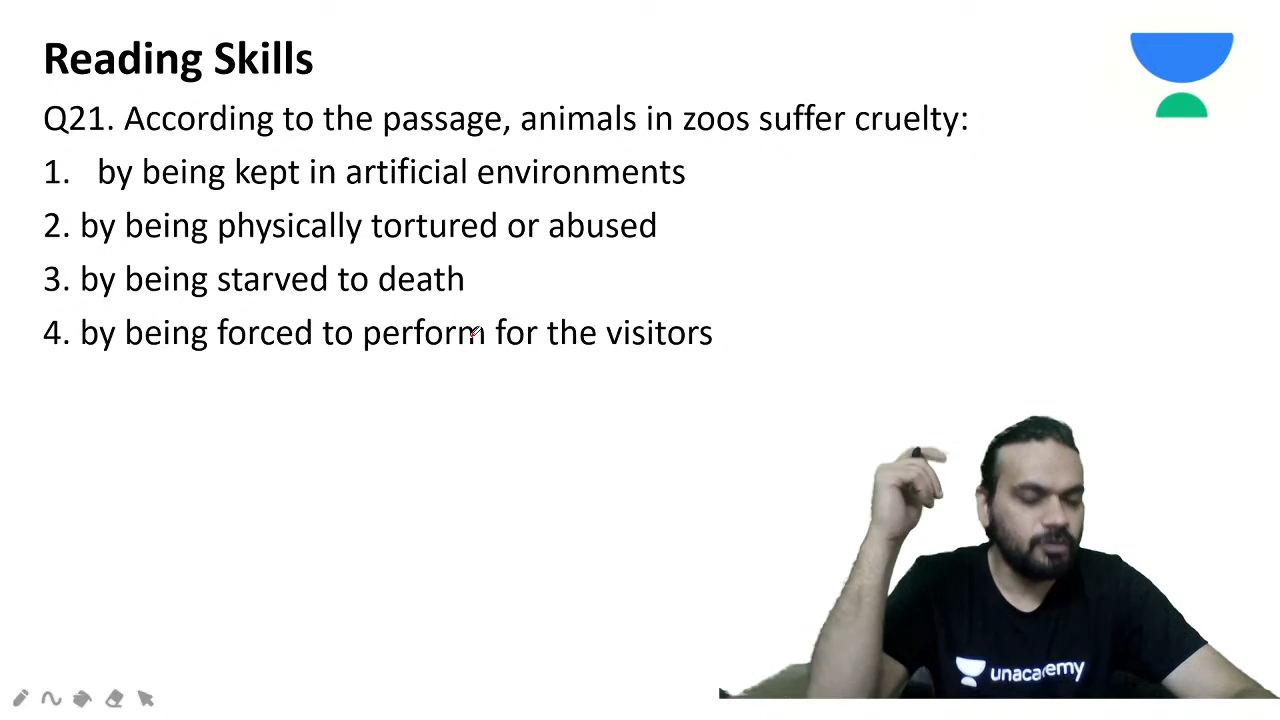 Reading Skills
Q21. According to the passage, animals in zoos suffer cruelty:
1. by being kept in artificial environments
2. by being physically tortured or abused
3. by being starved to death
4. by being forced to perform for the visitors
unacademy